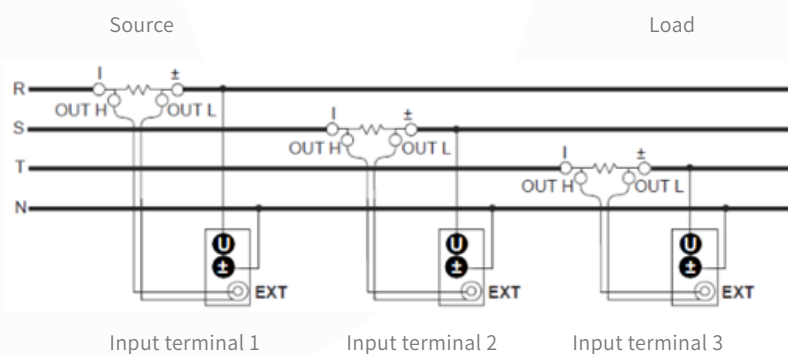 Source Load
I ±
R
OUT H OUT L
I ±
S
OUT H OUT L
I ±
T
OUT H OUT L
N
U U U
± ± ±
EXT EXT EXT
Input terminal 1 Input terminal 2 Input terminal 3